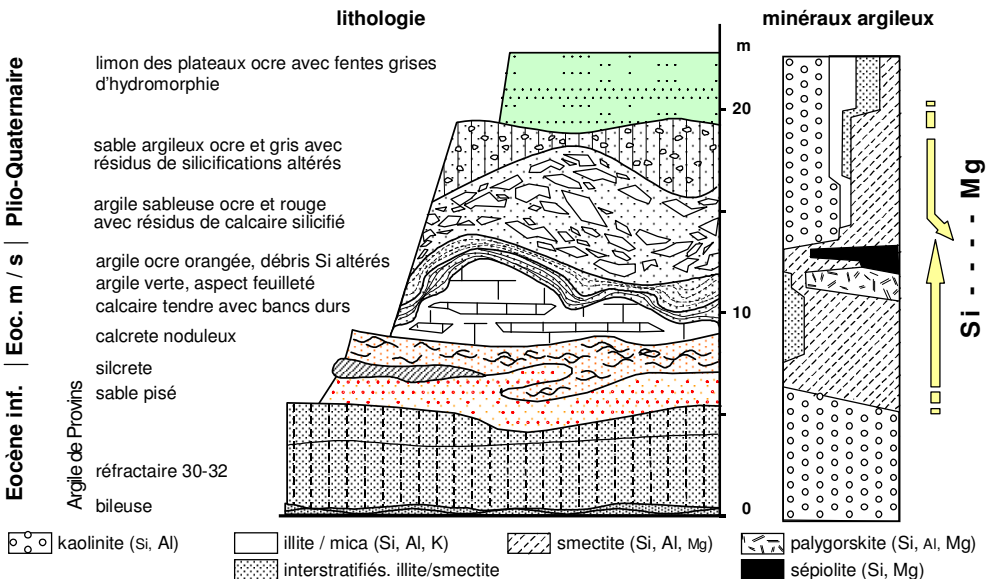 lithologie
minéraux argileux
m
20
10
0
Plio-Quaternaire
Eoc. m / s
Eocène inf.
Argile de Provins
limon des plateaux ocre avec fentes grises
d'hydromorphie
sable argileux ocre et gris avec
résidus de silicifications altérés
argile sableuse ocre et rouge
avec résidus de calcaire silicifié
argile ocre orangée, débris Si altérés
argile verte, aspect feuilleté
calcaire tendre avec bancs durs
calcrete noduleux
silcrete
sable pisé
réfractaire 30-32
bileuse
Si - - - - Mg
kaolinite (Si, Al)
illite / mica (Si, Al, K)
smectite (Si, Al, Mg)
palygorskite (Si, Al, Mg)
interstratifiés. illite/smectite
sépiolite (Si, Mg)